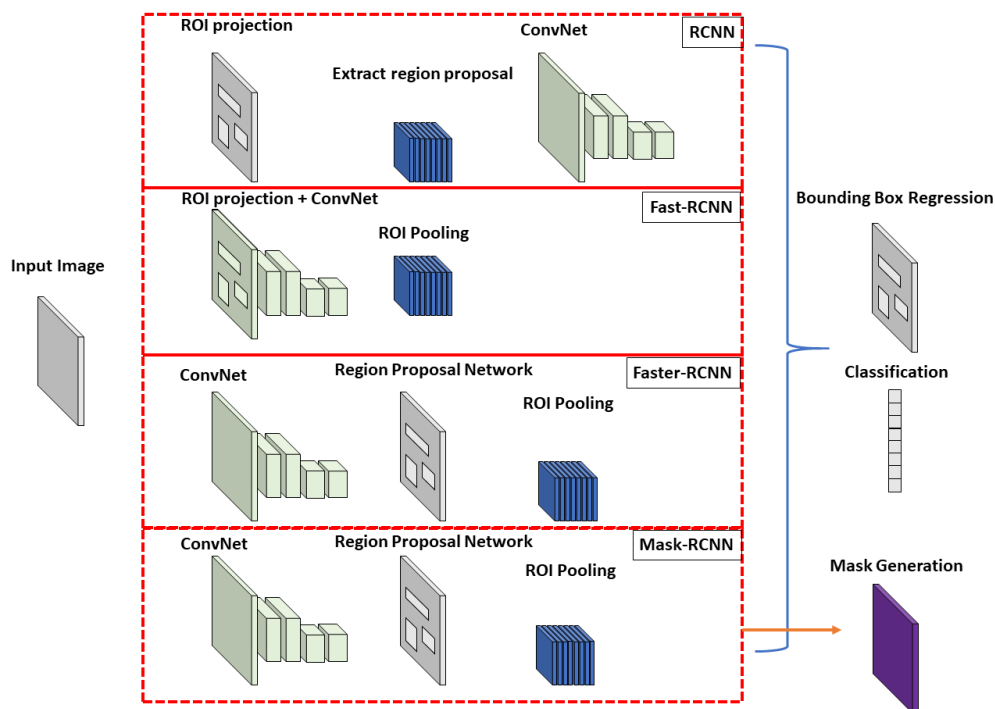 Input Image
ROI projection
Extract region proposal
ConvNet
RCNN
ROI projection + ConvNet
ROI Pooling
Fast-RCNN
ConvNet
Region Proposal Network
ROI Pooling
Faster-RCNN
ConvNet
Region Proposal Network
ROI Pooling
Mask-RCNN
Bounding Box Regression
Classification
Mask Generation